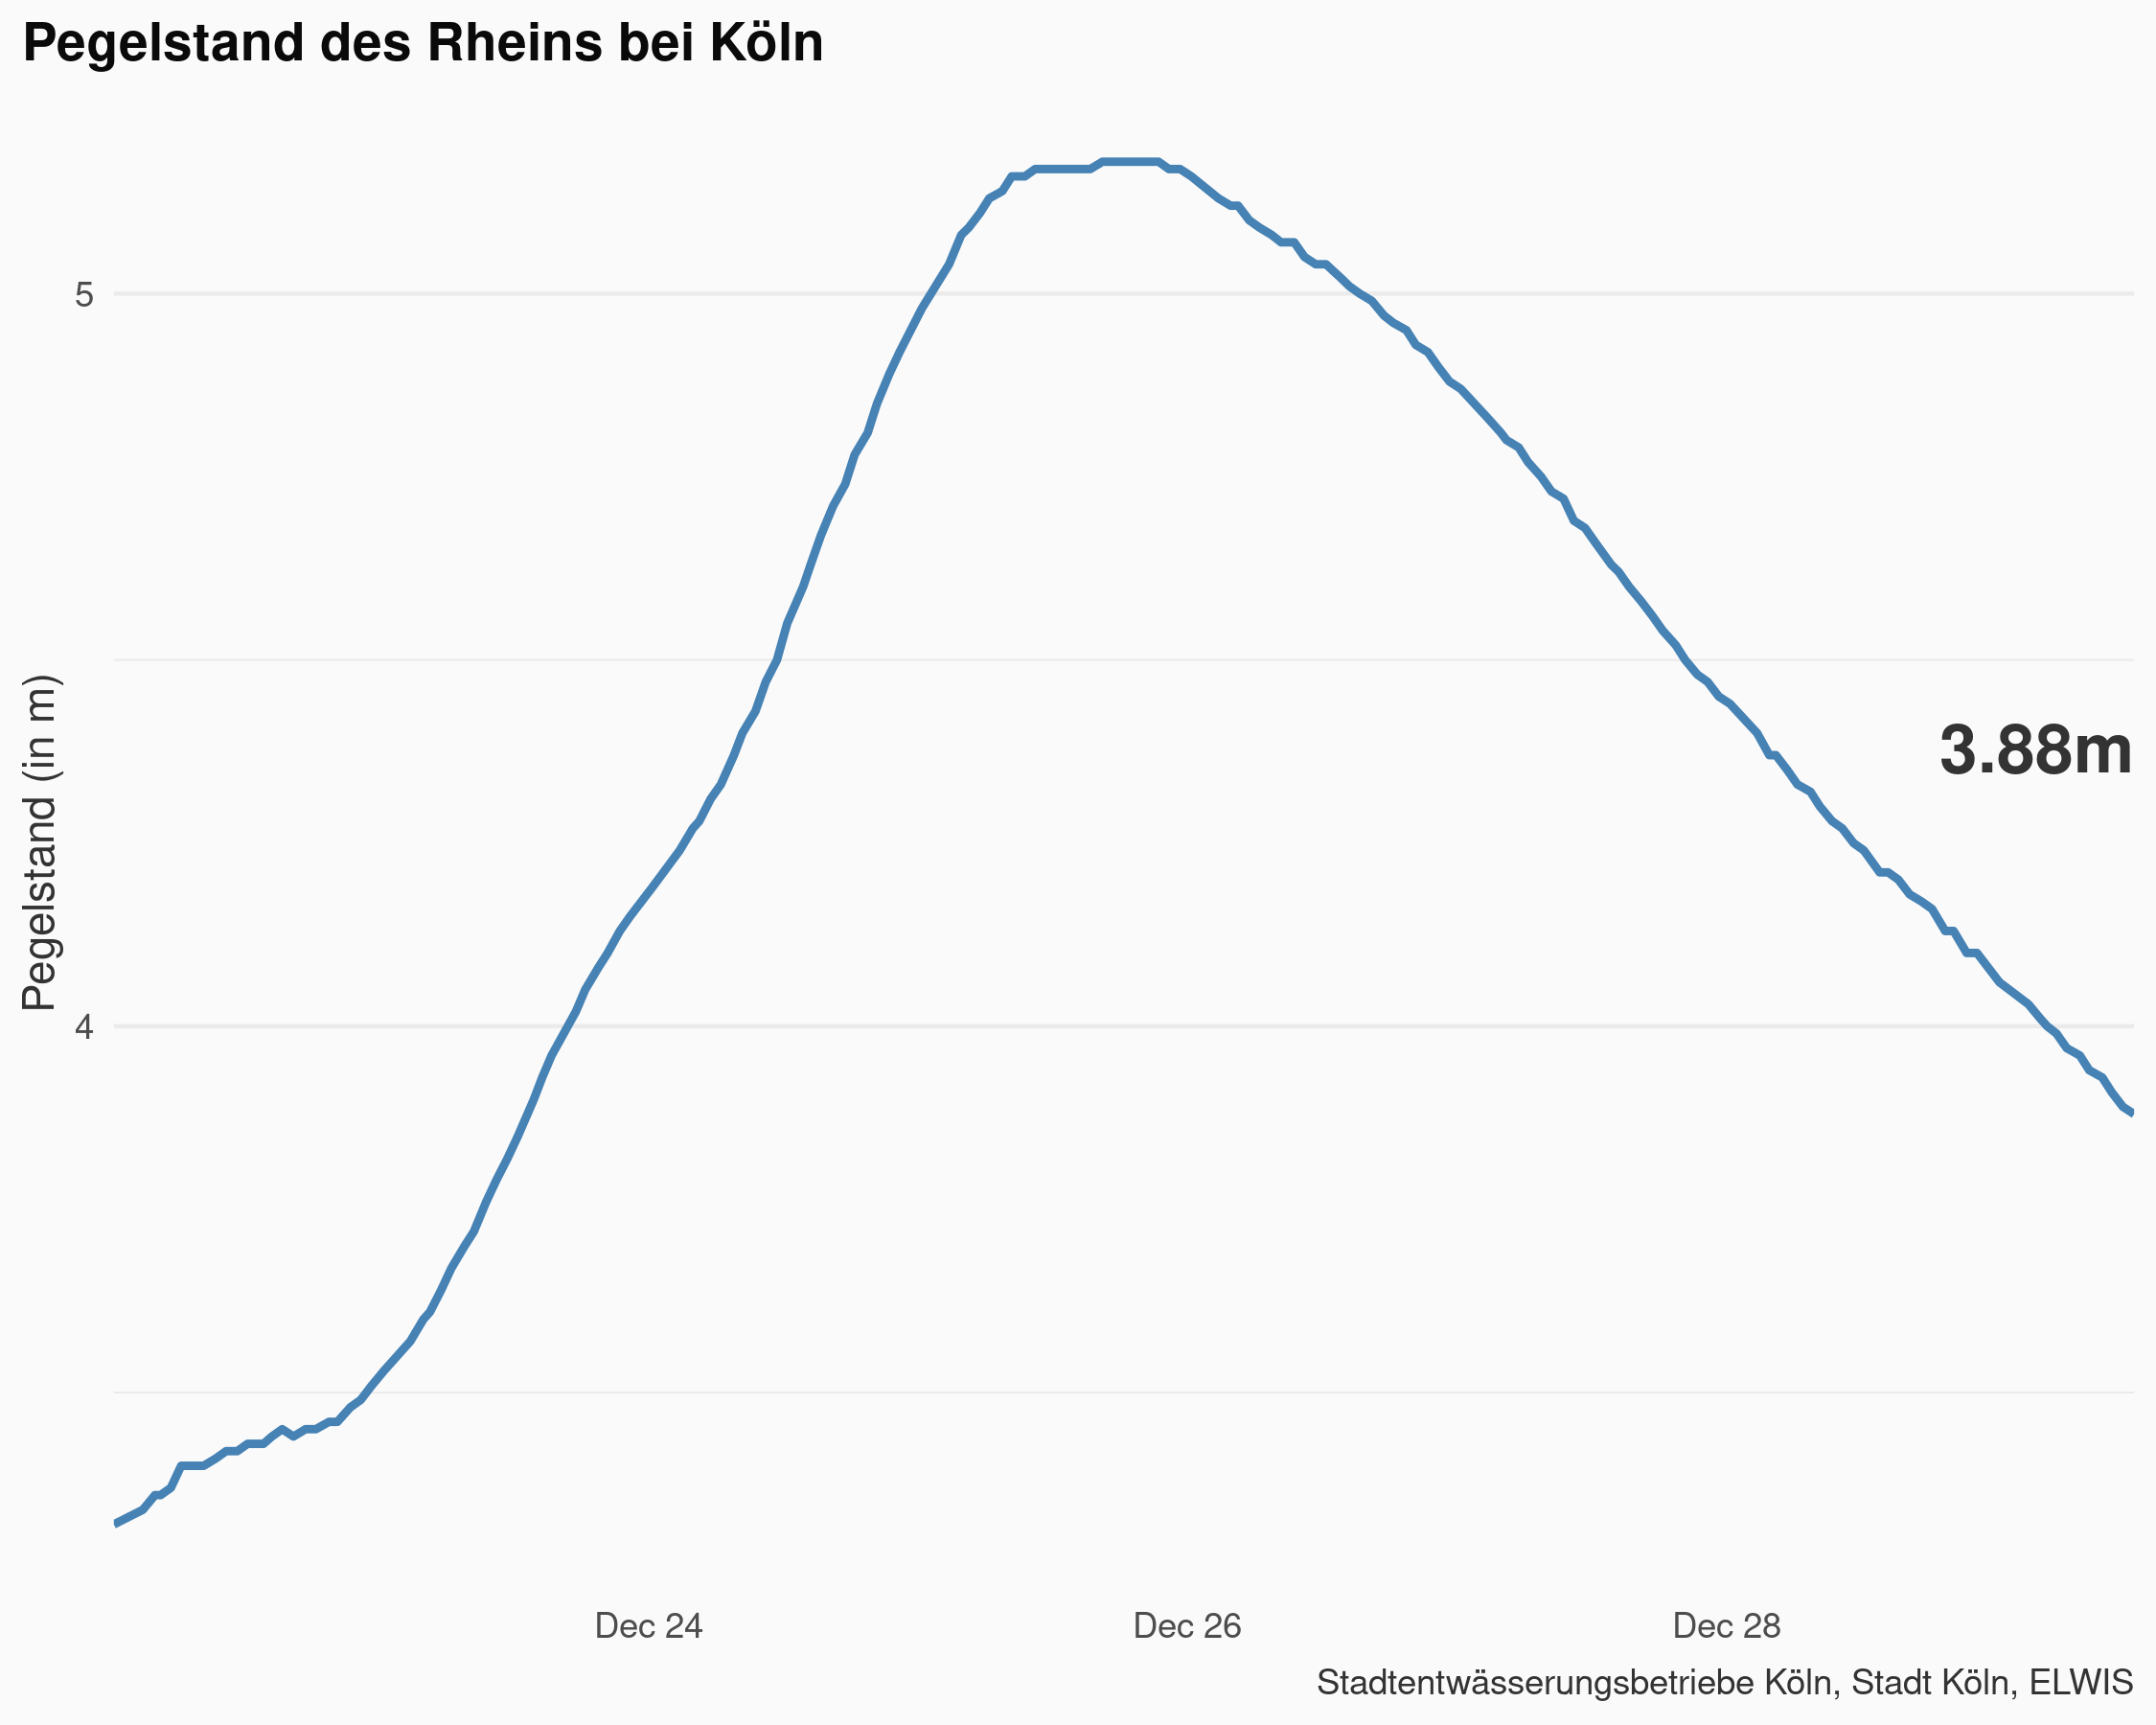 Pegelstand des Rheins bei Köln
Pegelstand (in m)
5
4
3.88m
Dec 24
Dec 26
Dec 28
Stadtentwässerungsbetriebe Köln, Stadt Köln, ELWIS